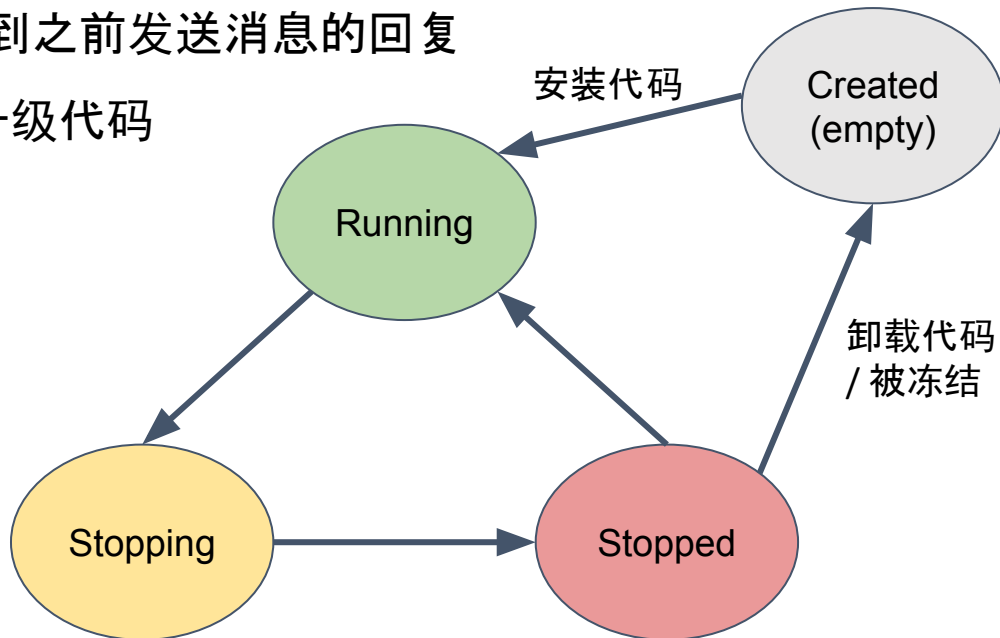 到之前发送消息的回复
级代码
安装代码
Created
(empty)
Running
卸载代码
/ 被冻结
Stopping
Stopped